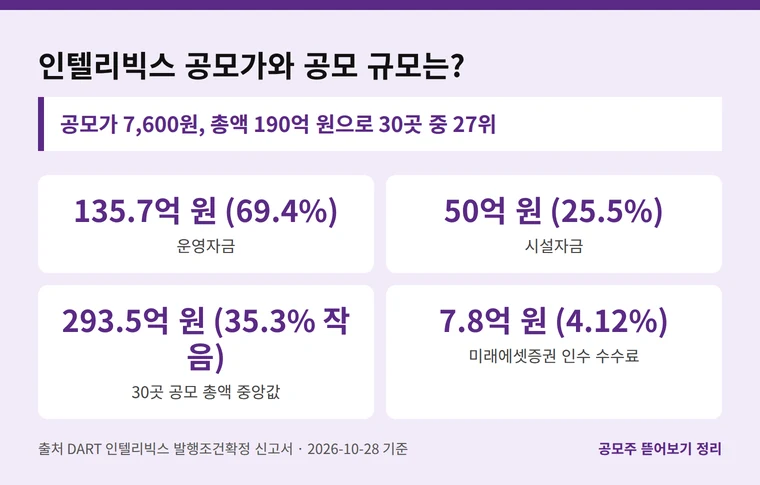 인텔리빅스 공모가와 공모 규모는?
공모가 7,600원, 총액 190억 원으로 30곳 중 27위
135.7억 원 (69.4%)
운영자금
50억 원 (25.5%)
시설자금
293.5억 원 (35.3% 작
음)
30곳 공모 총액 중앙값
7.8억 원 (4.12%)
미래에셋증권 인수 수수료
출처 DART 인텔리빅스 발행조건확정 신고서 · 2026-10-28 기준
공모주 뜯어보기 정리